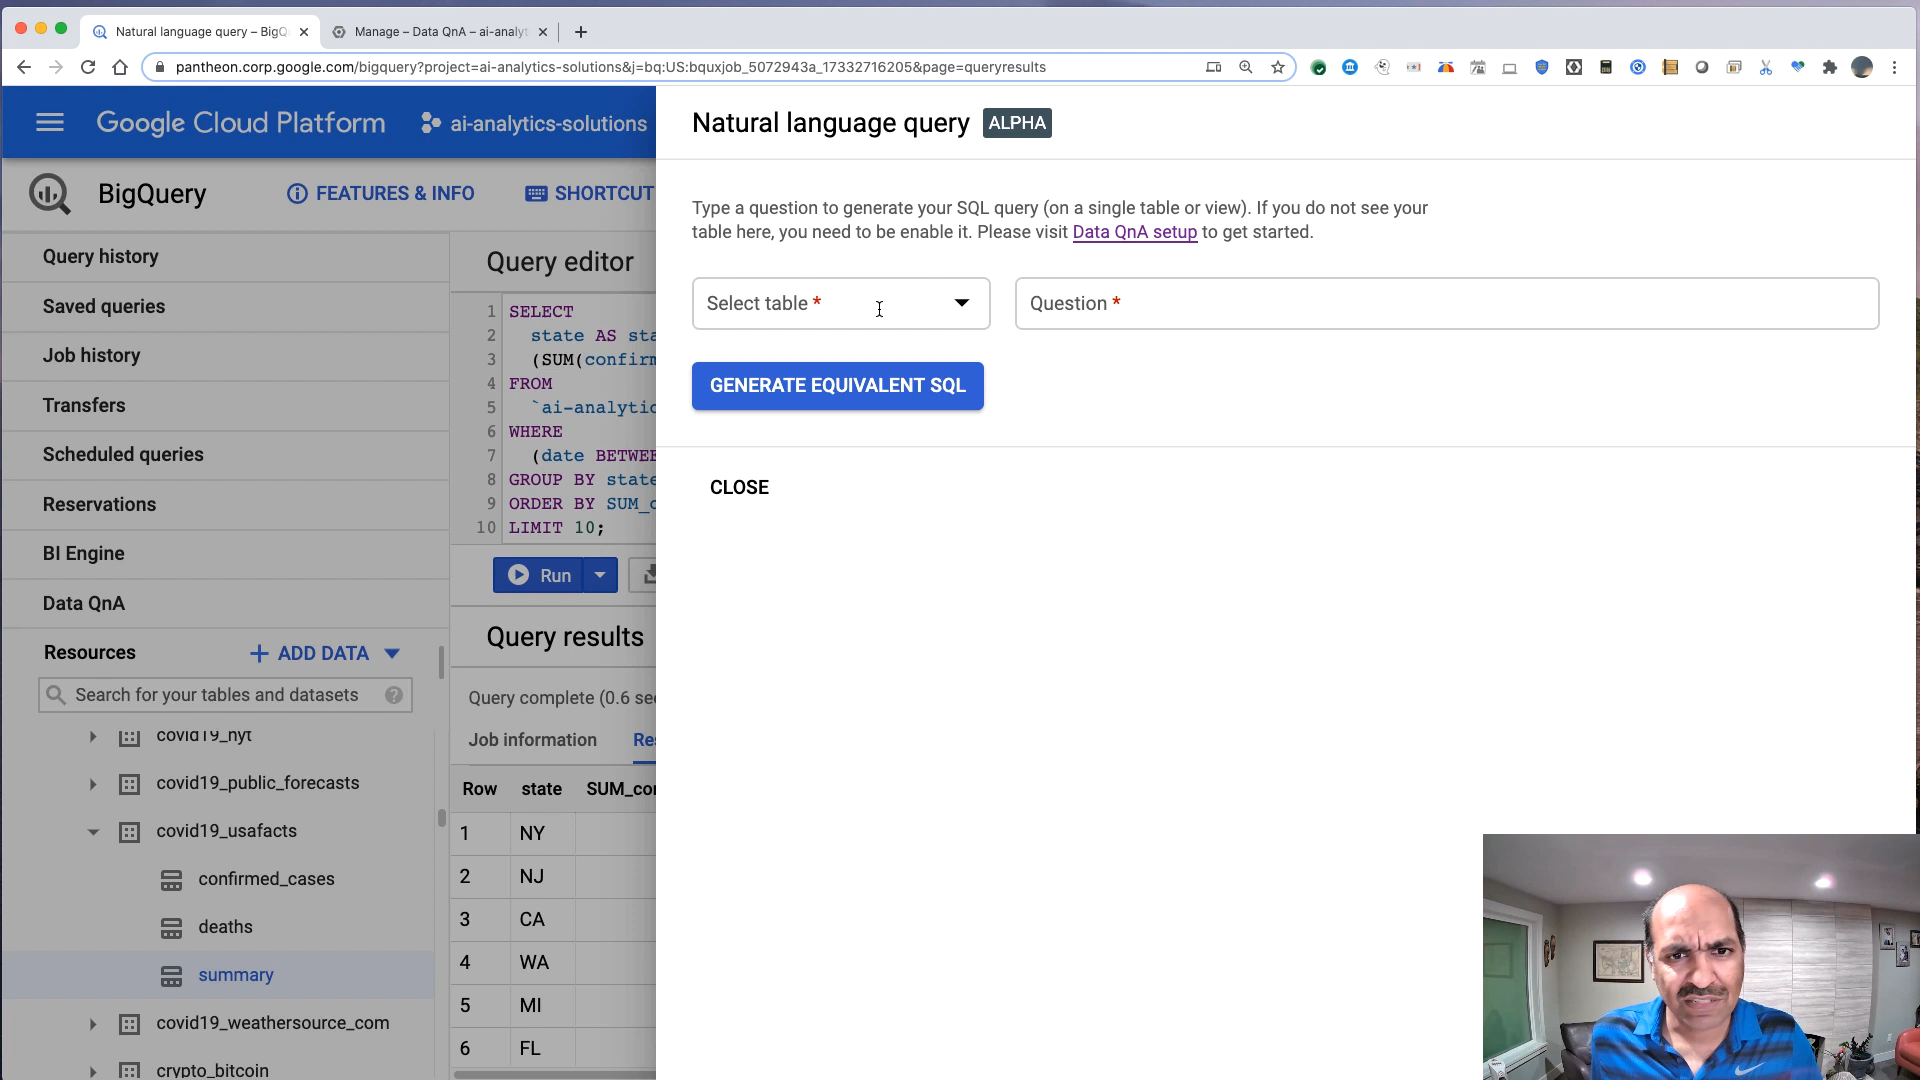 Natural language query – BigQ
Manage – Data QnA – ai-analyt
pantheon.corp.google.com/bigquery?project=ai-analytics-solutions&j=bq:US:bquxjob_5072943a_17332716205&page=queryresults
Google Cloud Platform
ai-analytics-solutions
BigQuery
FEATURES & INFO
SHORTCUT
Query history
Saved queries
Job history
Transfers
Scheduled queries
Reservations
BI Engine
Data QnA
Resources
ADD DATA
Search for your tables and datasets
covid19_nyt
covid19_public_forecasts
covid19_usafacts
confirmed_cases
deaths
summary
covid19_weathersource_com
crypto_bitcoin
Query editor
1 SELECT
2 state AS sta
3 (SUM(confirm
4 FROM
5 `ai-analytic
6 WHERE
7 (date BETWEE
8 GROUP BY state
9 ORDER BY SUM_c
10 LIMIT 10;
Run
Query results
Query complete (0.6 sec
Job information
Res
Row state SUM_con
1 NY
2 NJ
3 CA
4 WA
5 MI
6 FL
Natural language query ALPHA
Type a question to generate your SQL query (on a single table or view). If you do not see your
table here, you need to be enable it. Please visit Data QnA setup to get started.
Select table *
Question *
GENERATE EQUIVALENT SQL
CLOSE